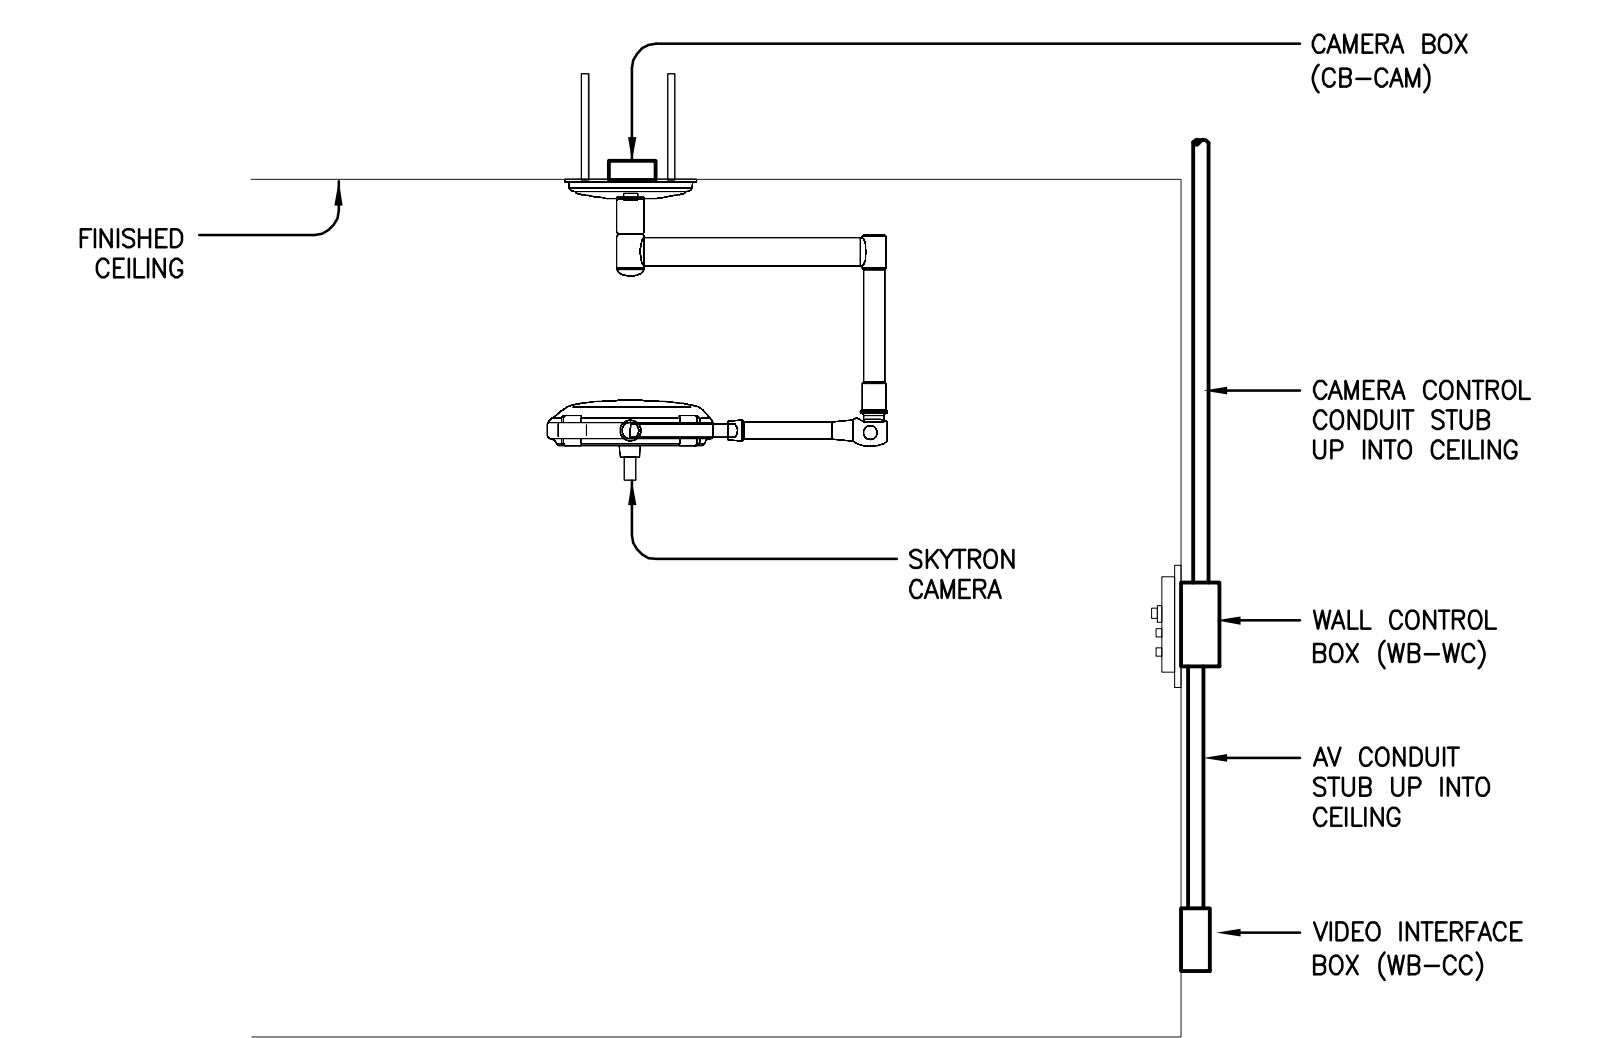 CAMERA BOX
(CB-CAM)
FINISHED
CEILING
CAMERA CONTROL
CONDUIT STUB
UP INTO CEILING
SKYTRON
CAMERA
WALL CONTROL
BOX (WB-WC)
AV CONDUIT
STUB UP INTO
CEILING
VIDEO INTERFACE
BOX (WB-CC)